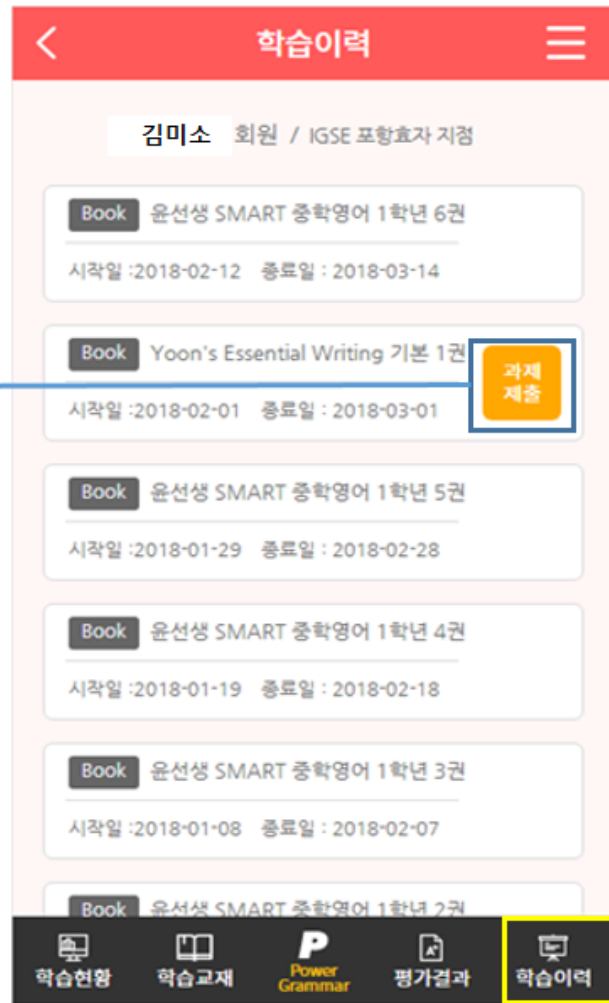 학습이력
김미소 회원 / IGSE 포항효자 지점
Book 윤선생 SMART 중학영어 1학년 6권
시작일 :2018-02-12 종료일 : 2018-03-14
Book Yoon's Essential Writing 기본 1권
과제
제출
시작일 :2018-02-01 종료일 : 2018-03-01
Book 윤선생 SMART 중학영어 1학년 5권
시작일 :2018-01-29 종료일 : 2018-02-28
Book 윤선생 SMART 중학영어 1학년 4권
시작일 :2018-01-19 종료일 : 2018-02-18
Book 윤선생 SMART 중학영어 1학년 3권
시작일 :2018-01-08 종료일 : 2018-02-07
Book 윤선생 SMART 중학영어 1학년 2권
학습현황 학습교재 P Power Grammar 평가결과 학습이력